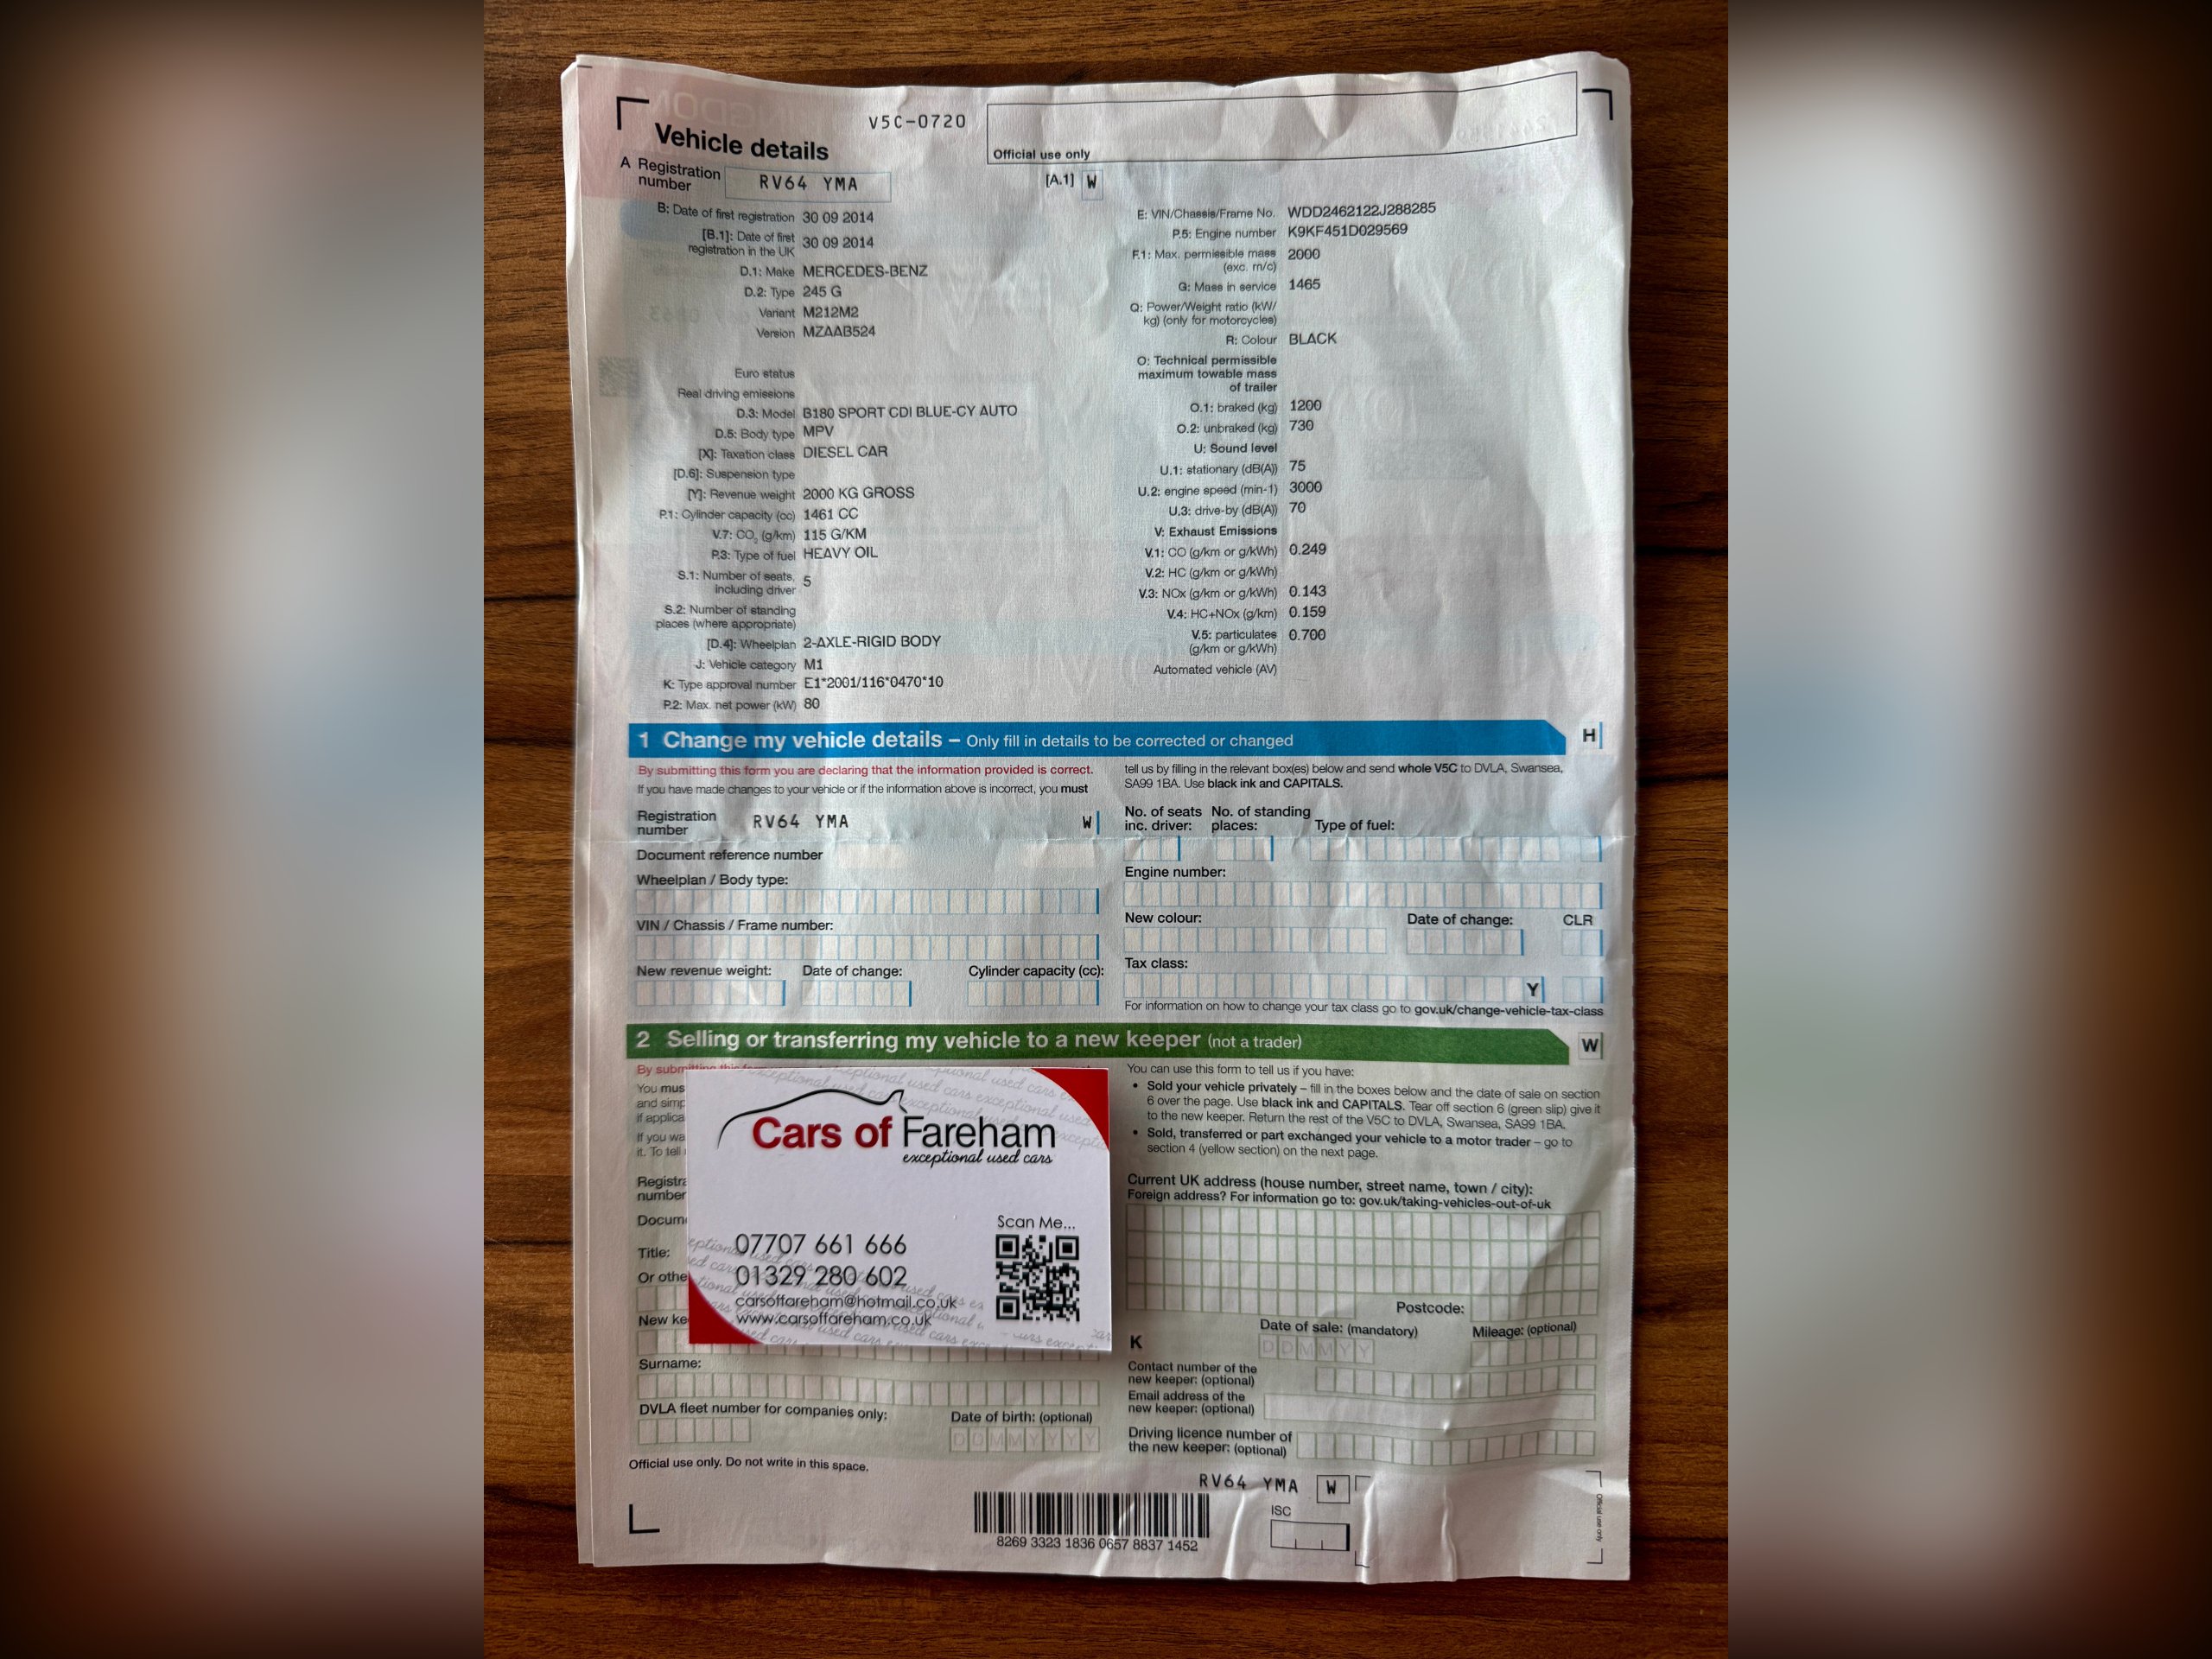 V5C-0720
Vehicle details
Official use only
A Registration number RV64 YMA
[A.1] W
B: Date of first registration 30 09 2014
[B.1]: Date of first registration in the UK 30 09 2014
D.1: Make MERCEDES-BENZ
D.2: Type 245 G
Variant M212M2
Version MZAAB524
Euro status
Real driving emissions
D.3: Model B180 SPORT CDI BLUE-CY AUTO
D.5: Body type MPV
[X]: Taxation class DIESEL CAR
[D.6]: Suspension type
[Y]: Revenue weight 2000 KG GROSS
P.1: Cylinder capacity (cc) 1461 CC
V.7: CO2 (g/km) 115 G/KM
P.3: Type of fuel HEAVY OIL
S.1: Number of seats, including driver 5
S.2: Number of standing places (where appropriate)
[D.4]: Wheelplan 2-AXLE-RIGID BODY
J: Vehicle category M1
K: Type approval number E1*2001/116*0470*10
P.2: Max. net power (kW) 80
E: VIN/Chassis/Frame No. WDD2462122J288285
P.5: Engine number K9KF451D029569
F.1: Max. permissible mass (exc. m/c) 2000
G: Mass in service 1465
Q: Power/Weight ratio (kW/kg) (only for motorcycles)
R: Colour BLACK
O: Technical permissible maximum towable mass of trailer
O.1: braked (kg) 1200
O.2: unbraked (kg) 730
U: Sound level
U.1: stationary (dB(A)) 75
U.2: engine speed (min-1) 3000
U.3: drive-by (dB(A)) 70
V: Exhaust Emissions
V.1: CO (g/km or g/kWh) 0.249
V.2: HC (g/km or g/kWh)
V.3: NOx (g/km or g/kWh) 0.143
V.4: HC+NOx (g/km) 0.159
V.5: particulates (g/km or g/kWh) 0.700
Automated vehicle (AV)
1 Change my vehicle details – Only fill in details to be corrected or changed
H
By submitting this form you are declaring that the information provided is correct.
If you have made changes to your vehicle or if the information above is incorrect, you must
tell us by filling in the relevant box(es) below and send whole V5C to DVLA, Swansea,
SA99 1BA. Use black ink and CAPITALS.
Registration number RV64 YMA W
Document reference number
Wheelplan / Body type:
VIN / Chassis / Frame number:
New revenue weight: Date of change: Cylinder capacity (cc):
No. of seats inc. driver: No. of standing places: Type of fuel:
Engine number:
New colour: Date of change: CLR
Tax class:
Y
For information on how to change your tax class go to gov.uk/change-vehicle-tax-class
2 Selling or transferring my vehicle to a new keeper (not a trader)
W
By submitting this
You mus
and simp
if applica
If you wa
it. To tell
Registra
number
Docum
Title:
Or othe
New ke
Surname:
DVLA fleet number for companies only:
Date of birth: (optional)
D D M M Y Y Y Y
Cars of Fareham
exceptional used cars
Scan Me...
07707 661 666
01329 280 602
carsoffareham@hotmail.co.uk
www.carsoffareham.co.uk
You can use this form to tell us if you have:
• Sold your vehicle privately – fill in the boxes below and the date of sale on section
6 over the page. Use black ink and CAPITALS. Tear off section 6 (green slip) give it
to the new keeper. Return the rest of the V5C to DVLA, Swansea, SA99 1BA.
• Sold, transferred or part exchanged your vehicle to a motor trader – go to
section 4 (yellow section) on the next page.
Current UK address (house number, street name, town / city):
Foreign address? For information go to: gov.uk/taking-vehicles-out-of-uk
Postcode:
K
Date of sale: (mandatory)
D D M M Y Y
Mileage: (optional)
Contact number of the
new keeper: (optional)
Email address of the
new keeper: (optional)
Driving licence number of
the new keeper: (optional)
Official use only. Do not write in this space.
RV64 YMA W
ISC
8269 3323 1836 0657 8837 1452
Official use only